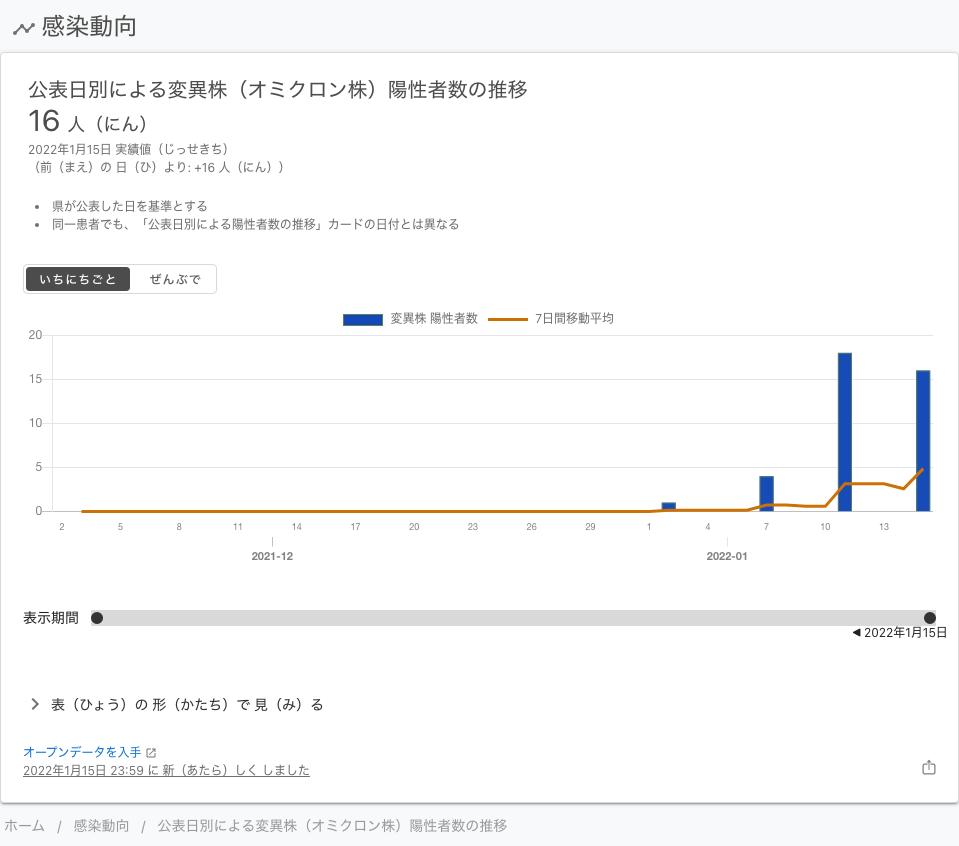 感染動向
公表日別による変異株（オミクロン株）陽性者数の推移
16 人（にん）
2022年1月15日 実績値（じっせきち）
（前（まえ）の 日（ひ）より: +16 人（にん））
県が公表した日を基準とする
同一患者でも、「公表日別による陽性者数の推移」カードの日付とは異なる
いちにちごと ぜんぶで
変異株 陽性者数 7日間移動平均
20
15
10
5
0
2 5 8 11 14 17 20 23 26 29 1 4 7 10 13
2021-12 2022-01
表示期間
◀ 2022年1月15日
表（ひょう）の 形（かたち）で 見（み）る
オープンデータを入手
2022年1月15日 23:59 に 新（あたら）しく しました
ホーム / 感染動向 / 公表日別による変異株（オミクロン株）陽性者数の推移